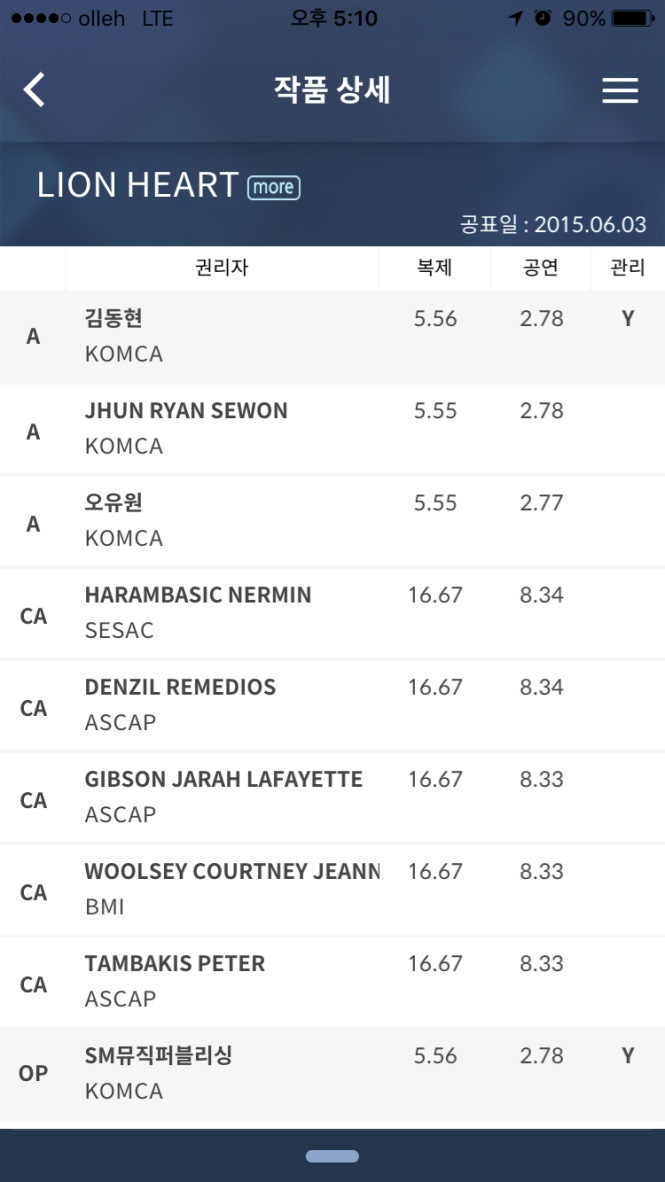 olleh LTE 오후 5:10 90%
작품 상세
LION HEART more
공표일 : 2015.06.03
권리자 복제 공연 관리
A 김동현 5.56 2.78 Y
KOMCA
A JHUN RYAN SEWON 5.55 2.78
KOMCA
A 오유원 5.55 2.77
KOMCA
CA HARAMBASIC NERMIN 16.67 8.34
SESAC
CA DENZIL REMEDIOS 16.67 8.34
ASCAP
CA GIBSON JARAH LAFAYETTE 16.67 8.33
ASCAP
CA WOOLSEY COURTNEY JEANN 16.67 8.33
BMI
CA TAMBAKIS PETER 16.67 8.33
ASCAP
OP SM뮤직퍼블리싱 5.56 2.78 Y
KOMCA